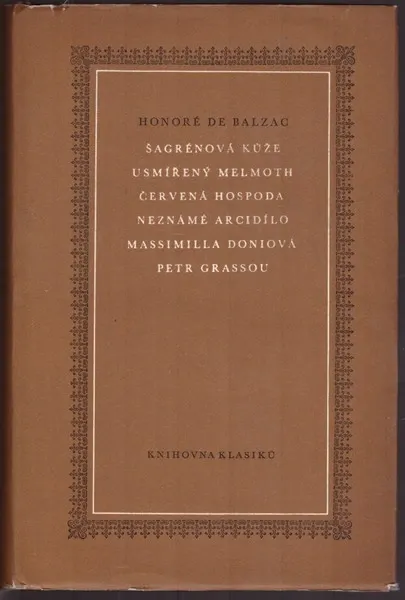 HONORÉ DE BALZAC
ŠAGRÉNOVÁ KŮŽE
USMÍŘENÝ MELMOTH
ČERVENÁ HOSPODA
NEZNÁMÉ ARCIDÍLO
MASSIMILLA DONIOVÁ
PETR GRASSOU
KNIHOVNA KLASIKŮ